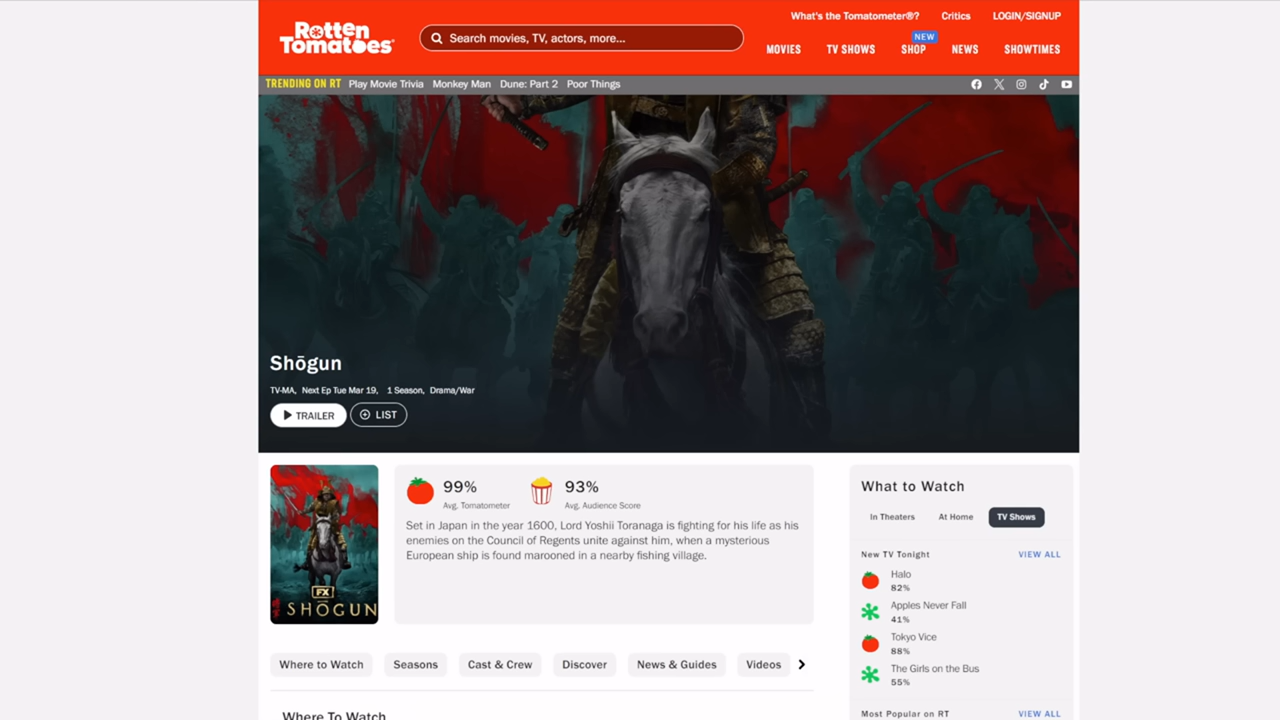 What's the Tomatometer®?
Critics
LOGIN/SIGNUP
Rotten
Tomatoes
Search movies, TV, actors, more...
NEW
MOVIES
TV SHOWS
SHOP
NEWS
SHOWTIMES
TRENDING ON RT
Play Movie Trivia
Monkey Man
Dune: Part 2
Poor Things
Shōgun
TV-MA, Next Ep Tue Mar 19, 1 Season, Drama/War
TRAILER
LIST
FX
SHŌGUN
99%
Avg. Tomatometer
93%
Avg. Audience Score
Set in Japan in the year 1600, Lord Yoshii Toranaga is fighting for his life as his
enemies on the Council of Regents unite against him, when a mysterious
European ship is found marooned in a nearby fishing village.
Where to Watch
Seasons
Cast & Crew
Discover
News & Guides
Videos
Where To Watch
What to Watch
In Theaters
At Home
TV Shows
New TV Tonight
VIEW ALL
Halo
82%
Apples Never Fall
41%
Tokyo Vice
88%
The Girls on the Bus
55%
Most Popular on RT
VIEW ALL